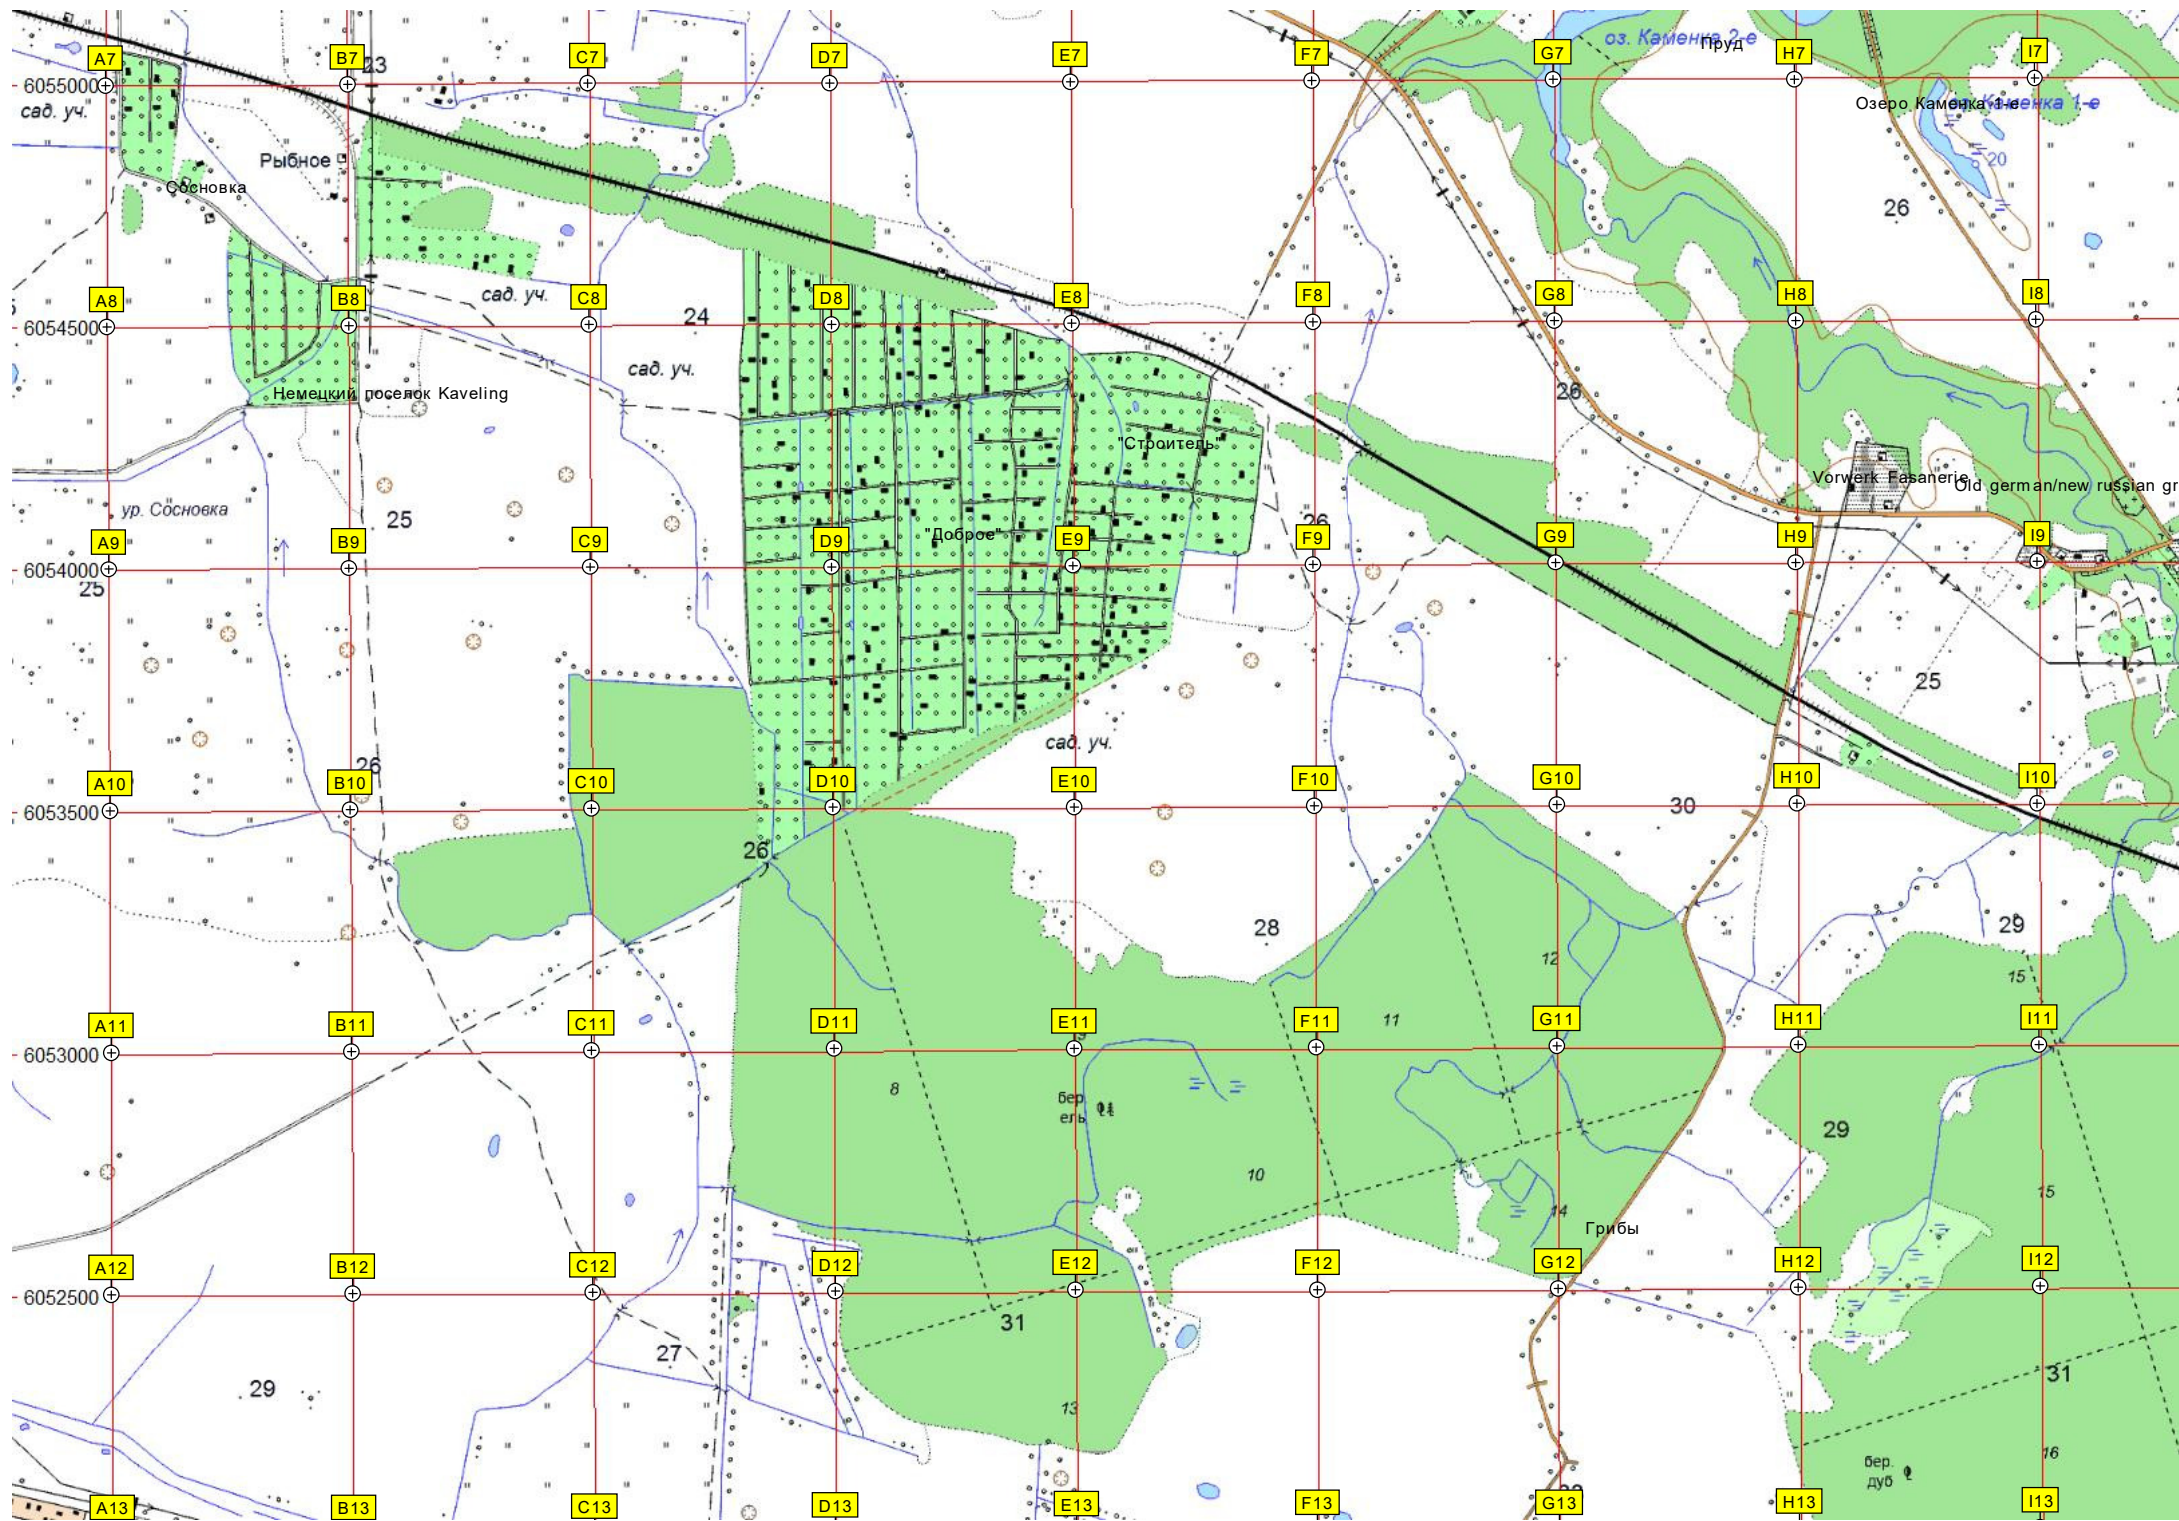 оз. Каменка 2-е
Пруд
A7
B7
23
C7
D7
E7
F7
G7
H7
I7
6055000
сад. уч.
Озеро Каменка 1-е
Рыбное
20
Сосновка
26
A8
B8
сад. уч.
C8
24
D8
E8
F8
G8
H8
I8
6054500
сад. уч.
Немецкий поселок Kaveling
26
"Строитель"
Vorwerk Fasanerie
Old german/new russian gr
ур. Сосновка
25
26
"Доброе"
A9
B9
C9
D9
E9
F9
G9
H9
I9
6054000
25
25
сад. уч.
26
A10
B10
C10
D10
E10
F10
G10
H10
I10
6053500
30
26
28
29
12
15
A11
B11
C11
D11
E11
F11
11
G11
H11
I11
6053000
9
8
бер.
ель
29
10
15
14
Грибы
A12
B12
C12
D12
E12
F12
G12
H12
I12
6052500
31
27
31
29
13
16
бер.
дуб
A13
B13
C13
D13
E13
F13
G13
H13
I13